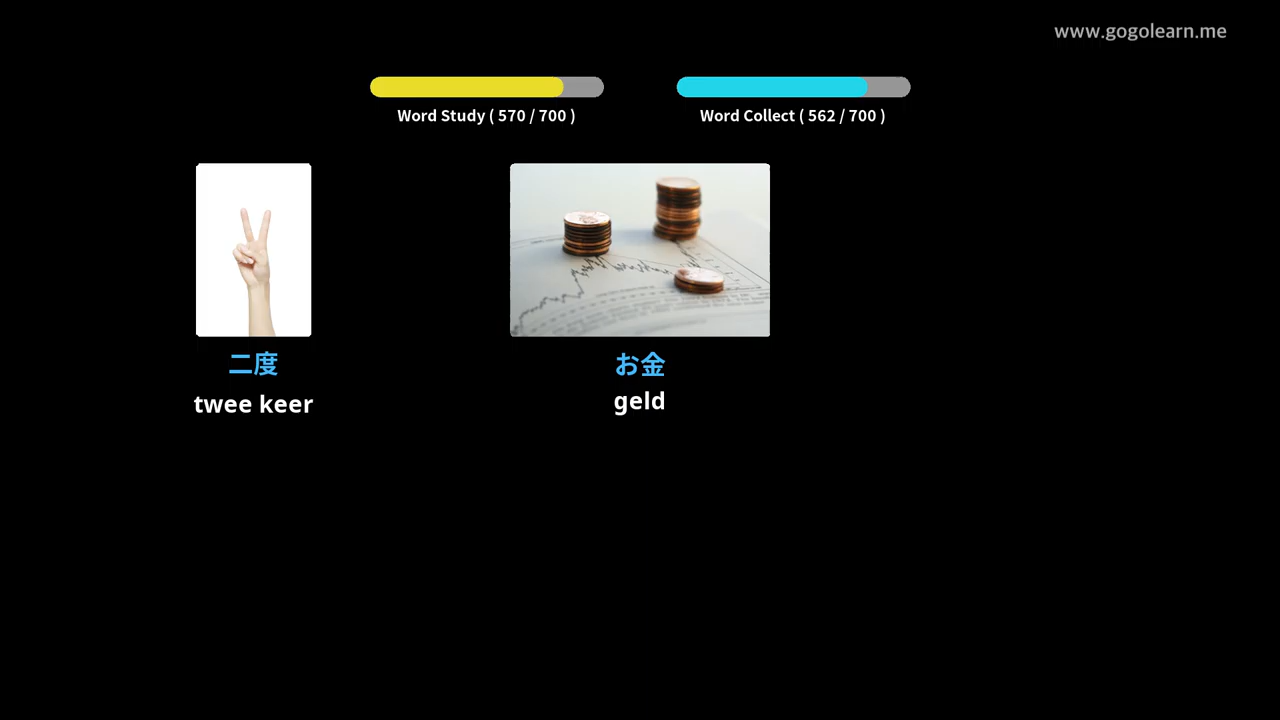 www.gogolearn.me
Word Study ( 570 / 700 )
Word Collect ( 562 / 700 )
二度
twee keer
お金
geld